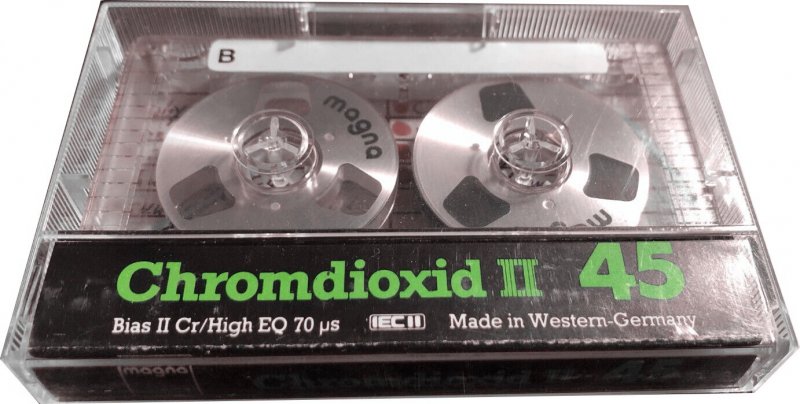 B
magna
magna
Chromdioxid II 45
Bias II Cr/High EQ 70 µs IEC II Made in Western-Germany
magna Chromdioxid II 45